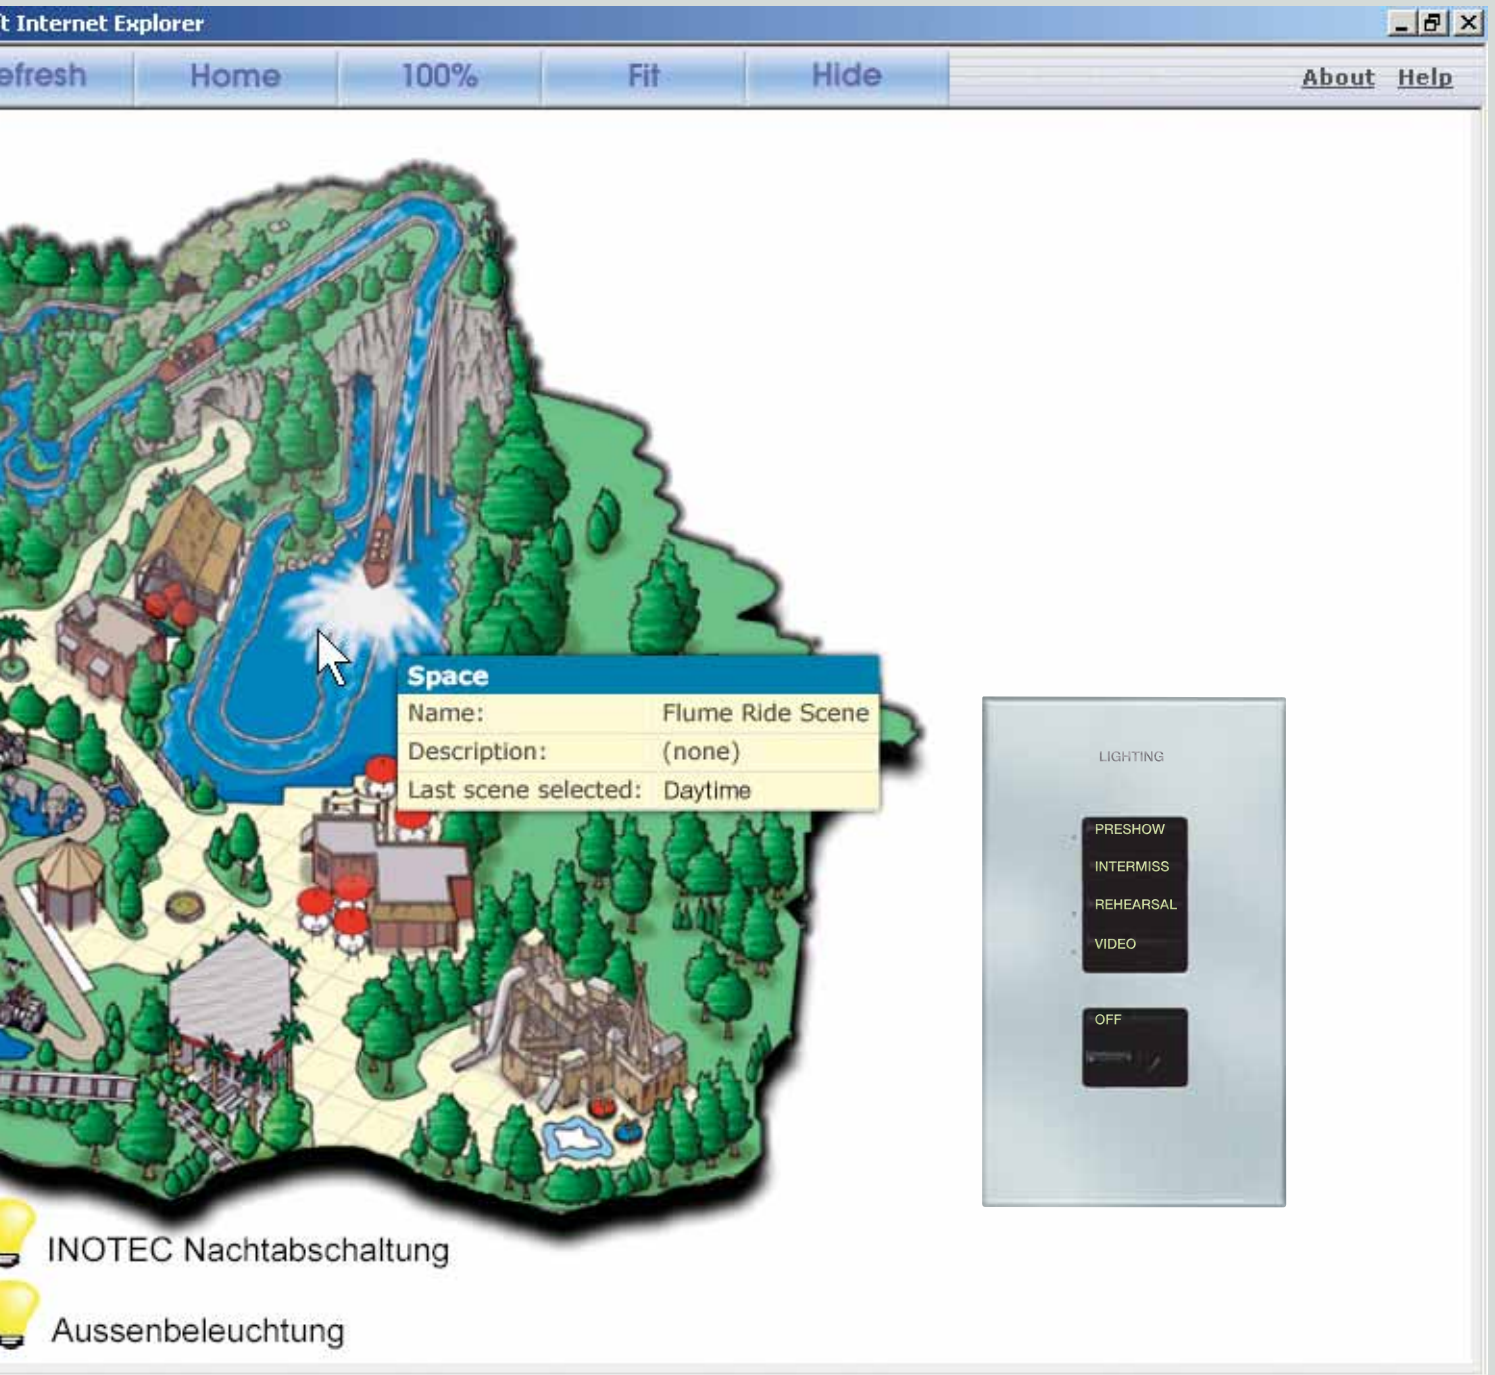 t Internet Explorer
efresh Home 100% Fit Hide About Help
Space
Name: Flume Ride Scene
Description: (none)
Last scene selected: Daytime
LIGHTING
PRESHOW
INTERMISS
REHEARSAL
VIDEO
OFF
INOTEC Nachtabschaltung
Aussenbeleuchtung